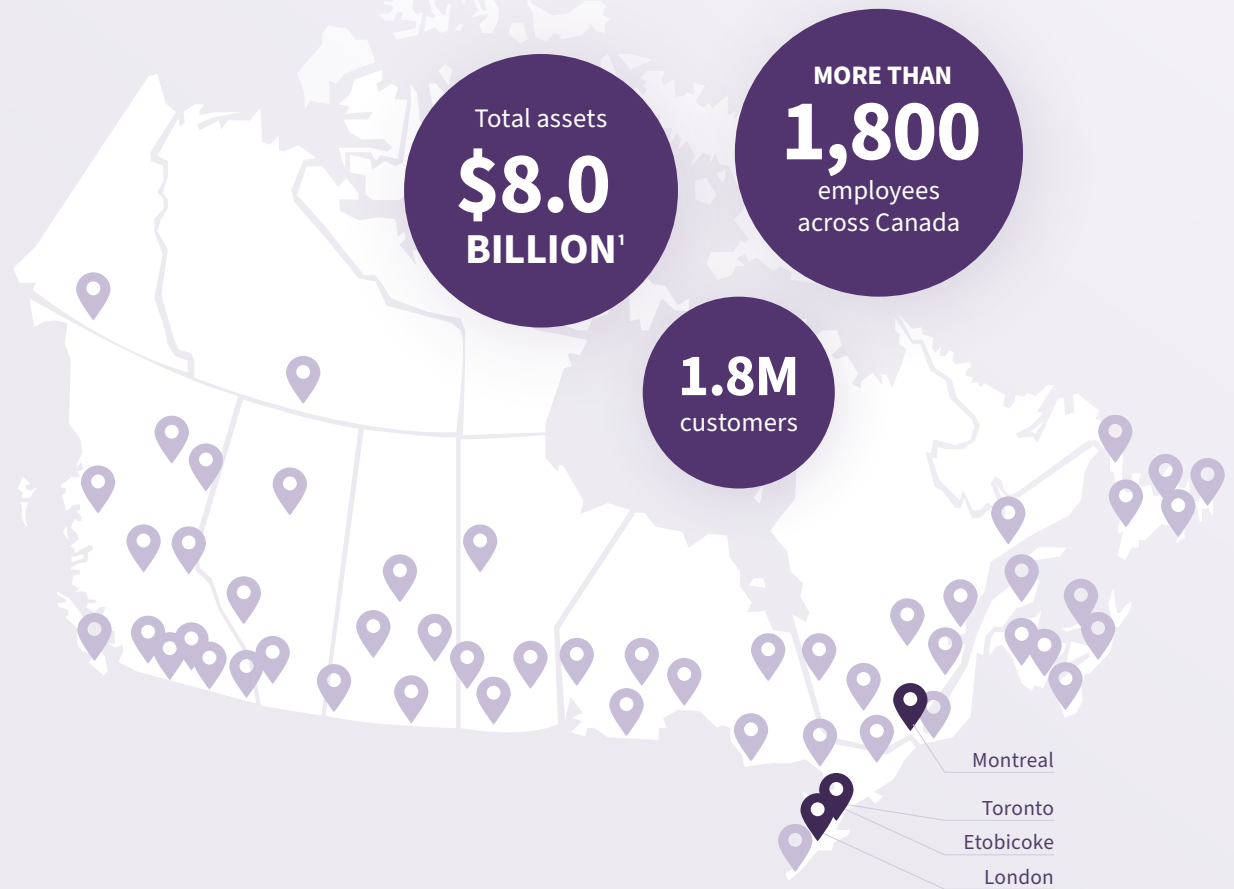 Total assets
$8.0
BILLION¹
MORE THAN
1,800
employees
across Canada
1.8M
customers
Montreal
Toronto
Etobicoke
London